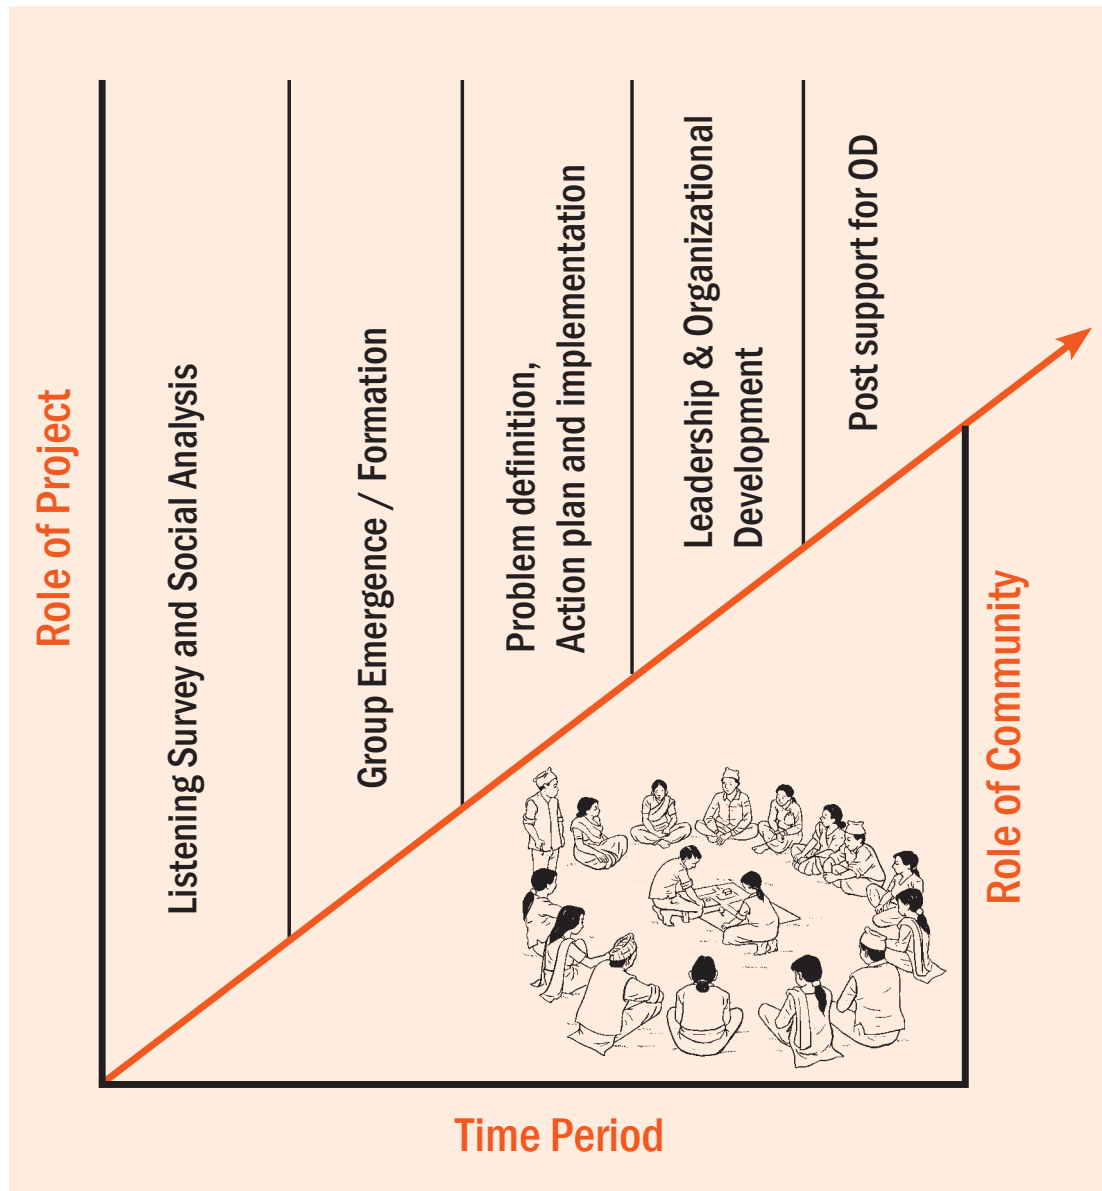 Role of Project
Listening Survey and Social Analysis
Group Emergence / Formation
Problem definition,
Action plan and implementation
Leadership & Organizational
Development
Post support for OD
Role of Community
Time Period